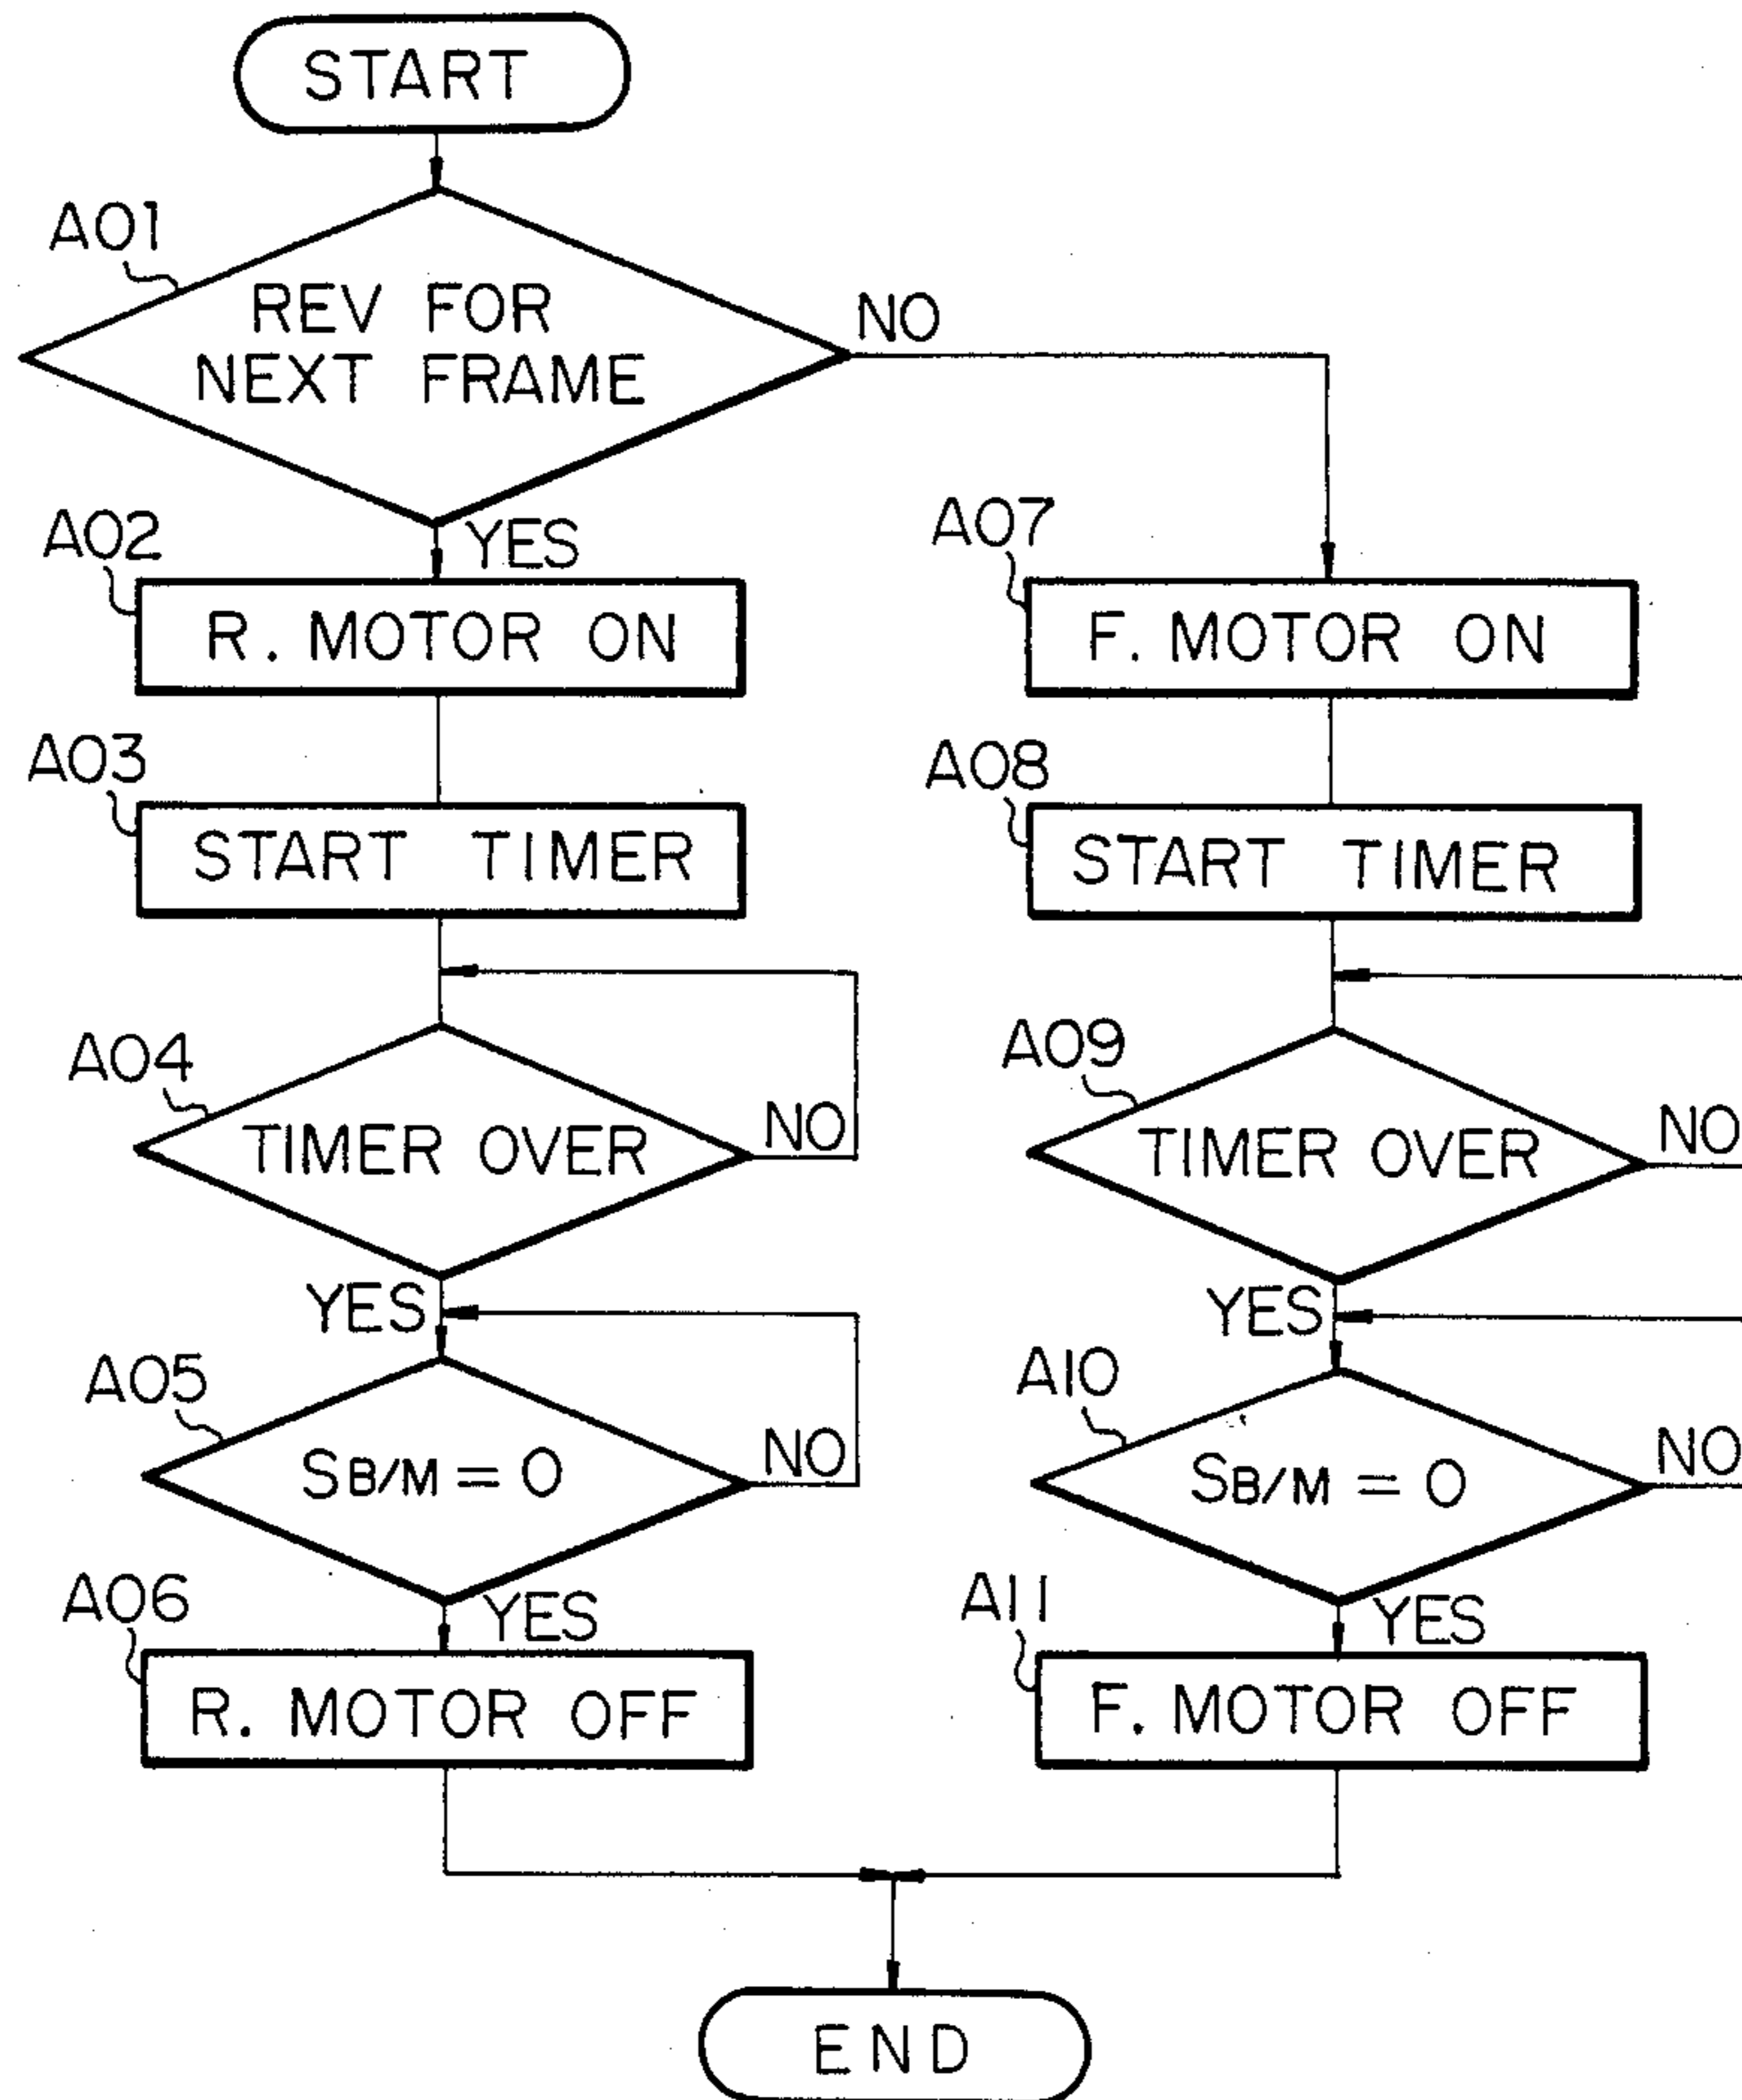 START
A01
REV FOR
NEXT FRAME
NO
YES
A02
R. MOTOR ON
A03
START TIMER
A04
TIMER OVER
NO
YES
A05
SB/M = 0
NO
YES
A06
R. MOTOR OFF
A07
F. MOTOR ON
A08
START TIMER
A09
TIMER OVER
NO
YES
A10
SB/M = 0
NO
YES
A11
F. MOTOR OFF
END